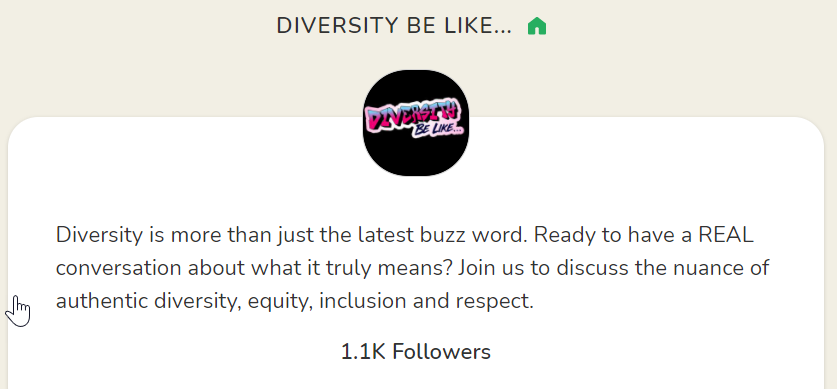 DIVERSITY BE LIKE...
DIVERSITY
BE LIKE...
Diversity is more than just the latest buzz word. Ready to have a REAL
conversation about what it truly means? Join us to discuss the nuance of
authentic diversity, equity, inclusion and respect.
1.1K Followers